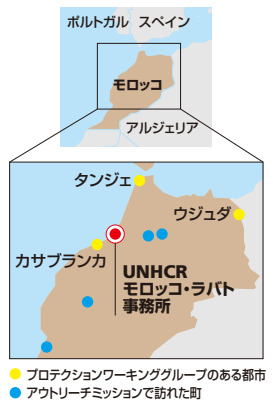 ポルトガル スペイン
モロッコ
アルジェリア
タンジェ
ウジュダ
カサブランカ
UNHCR
モロッコ・ラバト
事務所
プロテクションワーキンググループのある都市
アウトリーチミッションで訪れた町